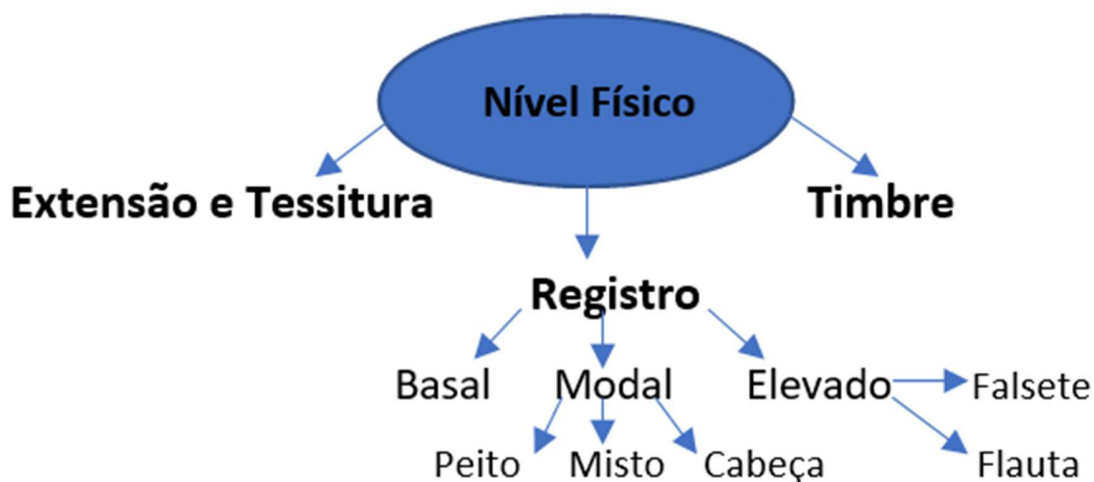 Nível Físico
Extensão e Tessitura
Timbre
Registro
Basal
Modal
Elevado
Falsete
Peito
Misto
Cabeça
Flauta